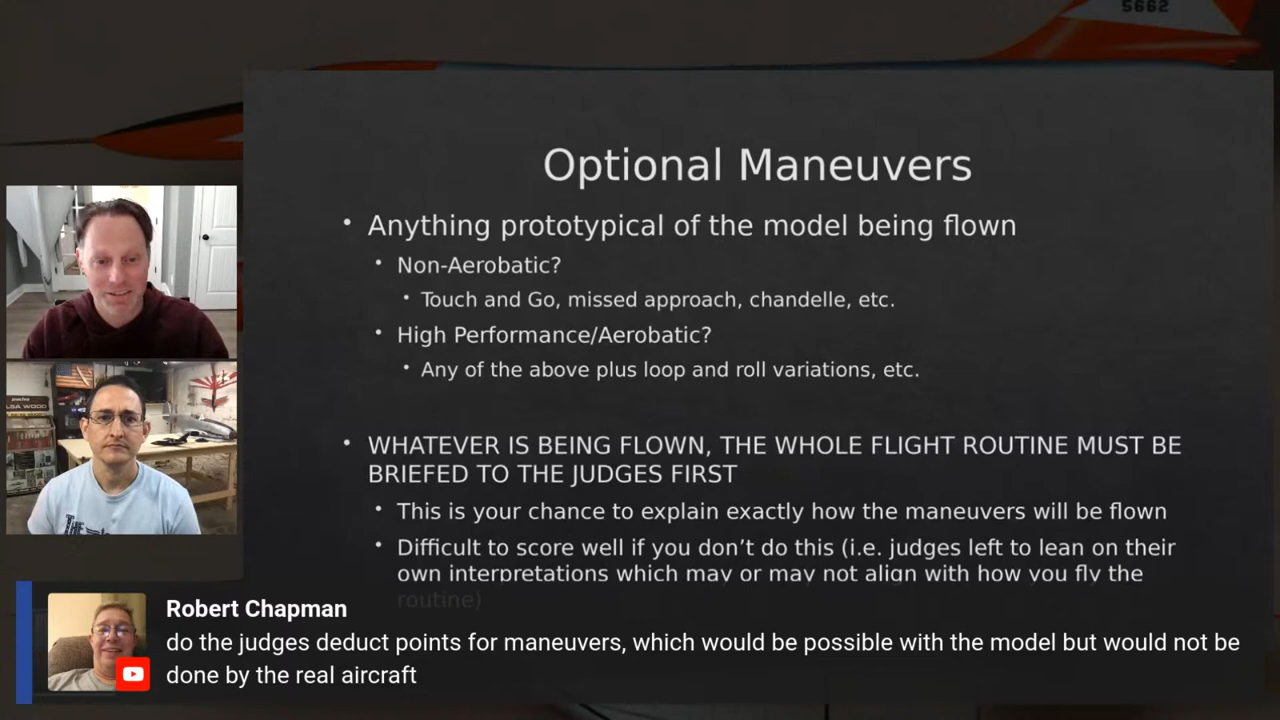 5662
Optional Maneuvers
• Anything prototypical of the model being flown
• Non-Aerobatic?
• Touch and Go, missed approach, chandelle, etc.
• High Performance/Aerobatic?
• Any of the above plus loop and roll variations, etc.
• WHATEVER IS BEING FLOWN, THE WHOLE FLIGHT ROUTINE MUST BE
BRIEFED TO THE JUDGES FIRST
• This is your chance to explain exactly how the maneuvers will be flown
• Difficult to score well if you don’t do this (i.e. judges left to lean on their
own interpretations which may or may not align with how you fly the
routine)
Robert Chapman
do the judges deduct points for maneuvers, which would be possible with the model but would not be
done by the real aircraft
LSA WOOD
THE